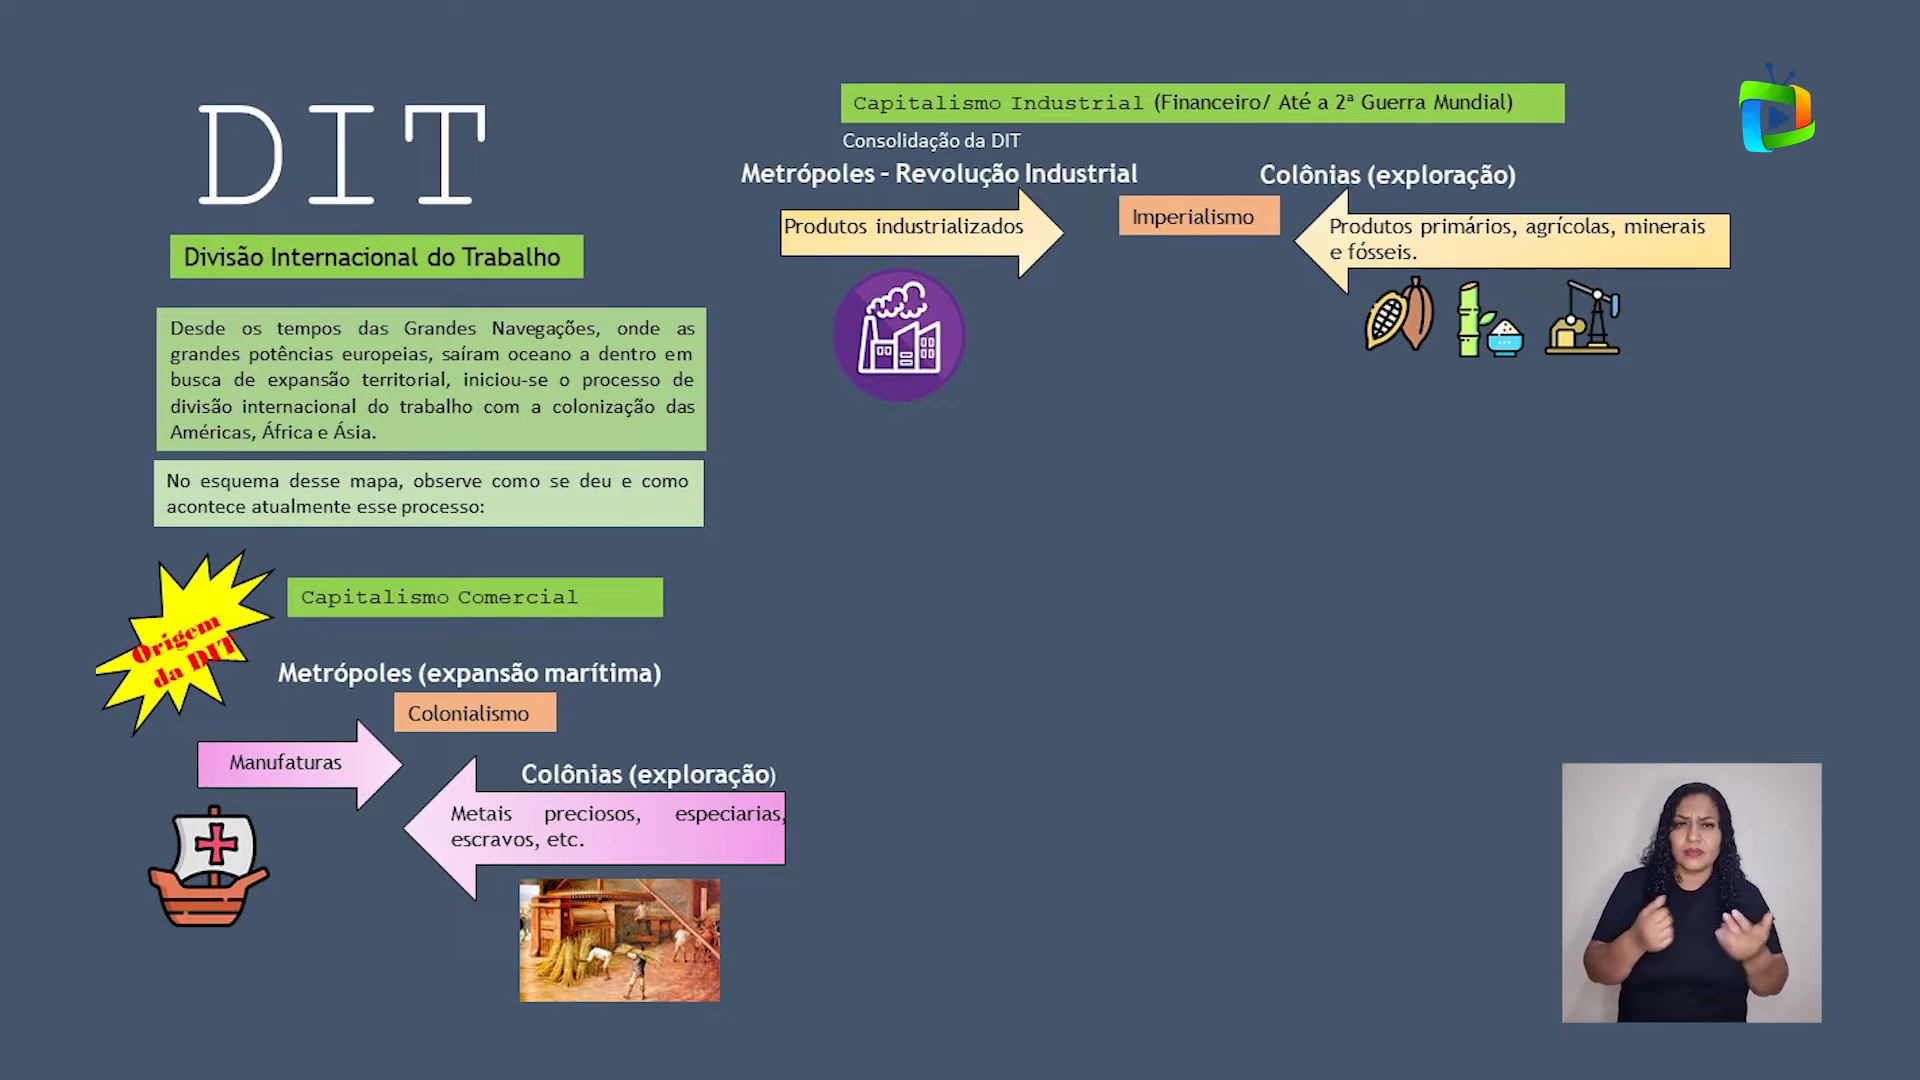 DIT
Divisão Internacional do Trabalho
Desde os tempos das Grandes Navegações, onde as
grandes potências europeias, saíram oceano a dentro em
busca de expansão territorial, iniciou-se o processo de
divisão internacional do trabalho com a colonização das
Américas, África e Ásia.
No esquema desse mapa, observe como se deu e como
acontece atualmente esse processo:
Origem
da DIT
Capitalismo Comercial
Metrópoles (expansão marítima)
Colonialismo
Manufaturas
Colônias (exploração)
Metais preciosos, especiarias,
escravos, etc.
Capitalismo Industrial (Financeiro/ Até a 2ª Guerra Mundial)
Consolidação da DIT
Metrópoles - Revolução Industrial
Colônias (exploração)
Produtos industrializados
Imperialismo
Produtos primários, agrícolas, minerais
e fósseis.